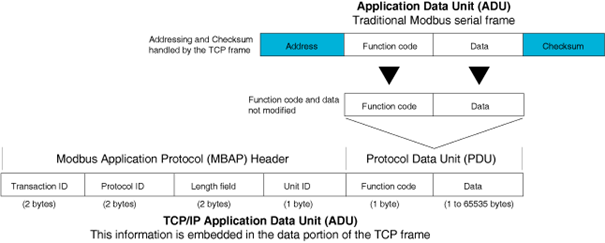 Application Data Unit (ADU)
Traditional Modbus serial frame
Addressing and Checksum
handled by the TCP frame
Address Function code Data Checksum
Function code and data
not modified
Function code Data
Modbus Application Protocol (MBAP) Header Protocol Data Unit (PDU)
Transaction ID Protocol ID Length field Unit ID Function code Data
(2 bytes) (2 bytes) (2 bytes) (1 byte) (1 byte) (1 to 65535 bytes)
TCP/IP Application Data Unit (ADU)
This information is embedded in the data portion of the TCP frame